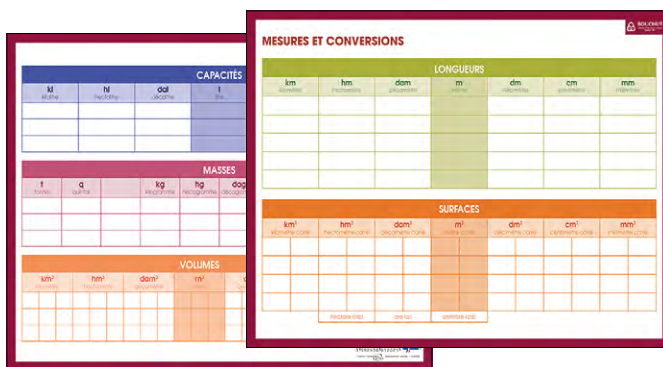 MESURES ET CONVERSIONS
LONGUEURS
km hm dam m dm cm mm
kilomètre hectomètre décamètre mètre décimètre centimètre millimètre
SURFACES
km² hm² dam² m² dm² cm² mm²
kilomètre carré hectomètre carré décamètre carré mètre carré décimètre carré centimètre carré millimètre carré
hectare (ha) are (a) centiare (ca)
CAPACITÉS
kl hl dal l
kilolitre hectolitre décalitre litre
MASSES
t q kg hg dag
tonne quintal kilogramme hectogramme
VOLUMES
km³ hm³ dam³ m³